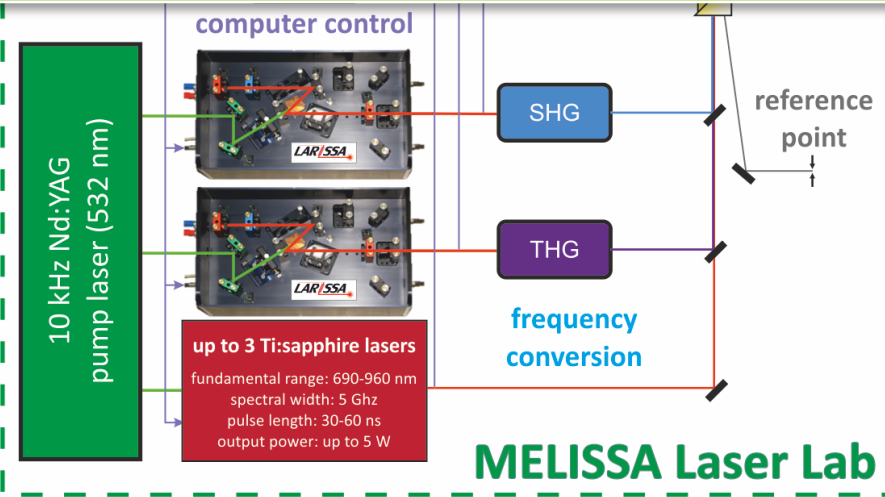 computer control
10 kHz Nd:YAG
pump laser (532 nm)
LARISSA
SHG
reference
point
LARISSA
THG
up to 3 Ti:sapphire lasers
fundamental range: 690-960 nm
spectral width: 5 Ghz
pulse length: 30-60 ns
output power: up to 5 W
frequency
conversion
MELISSA Laser Lab